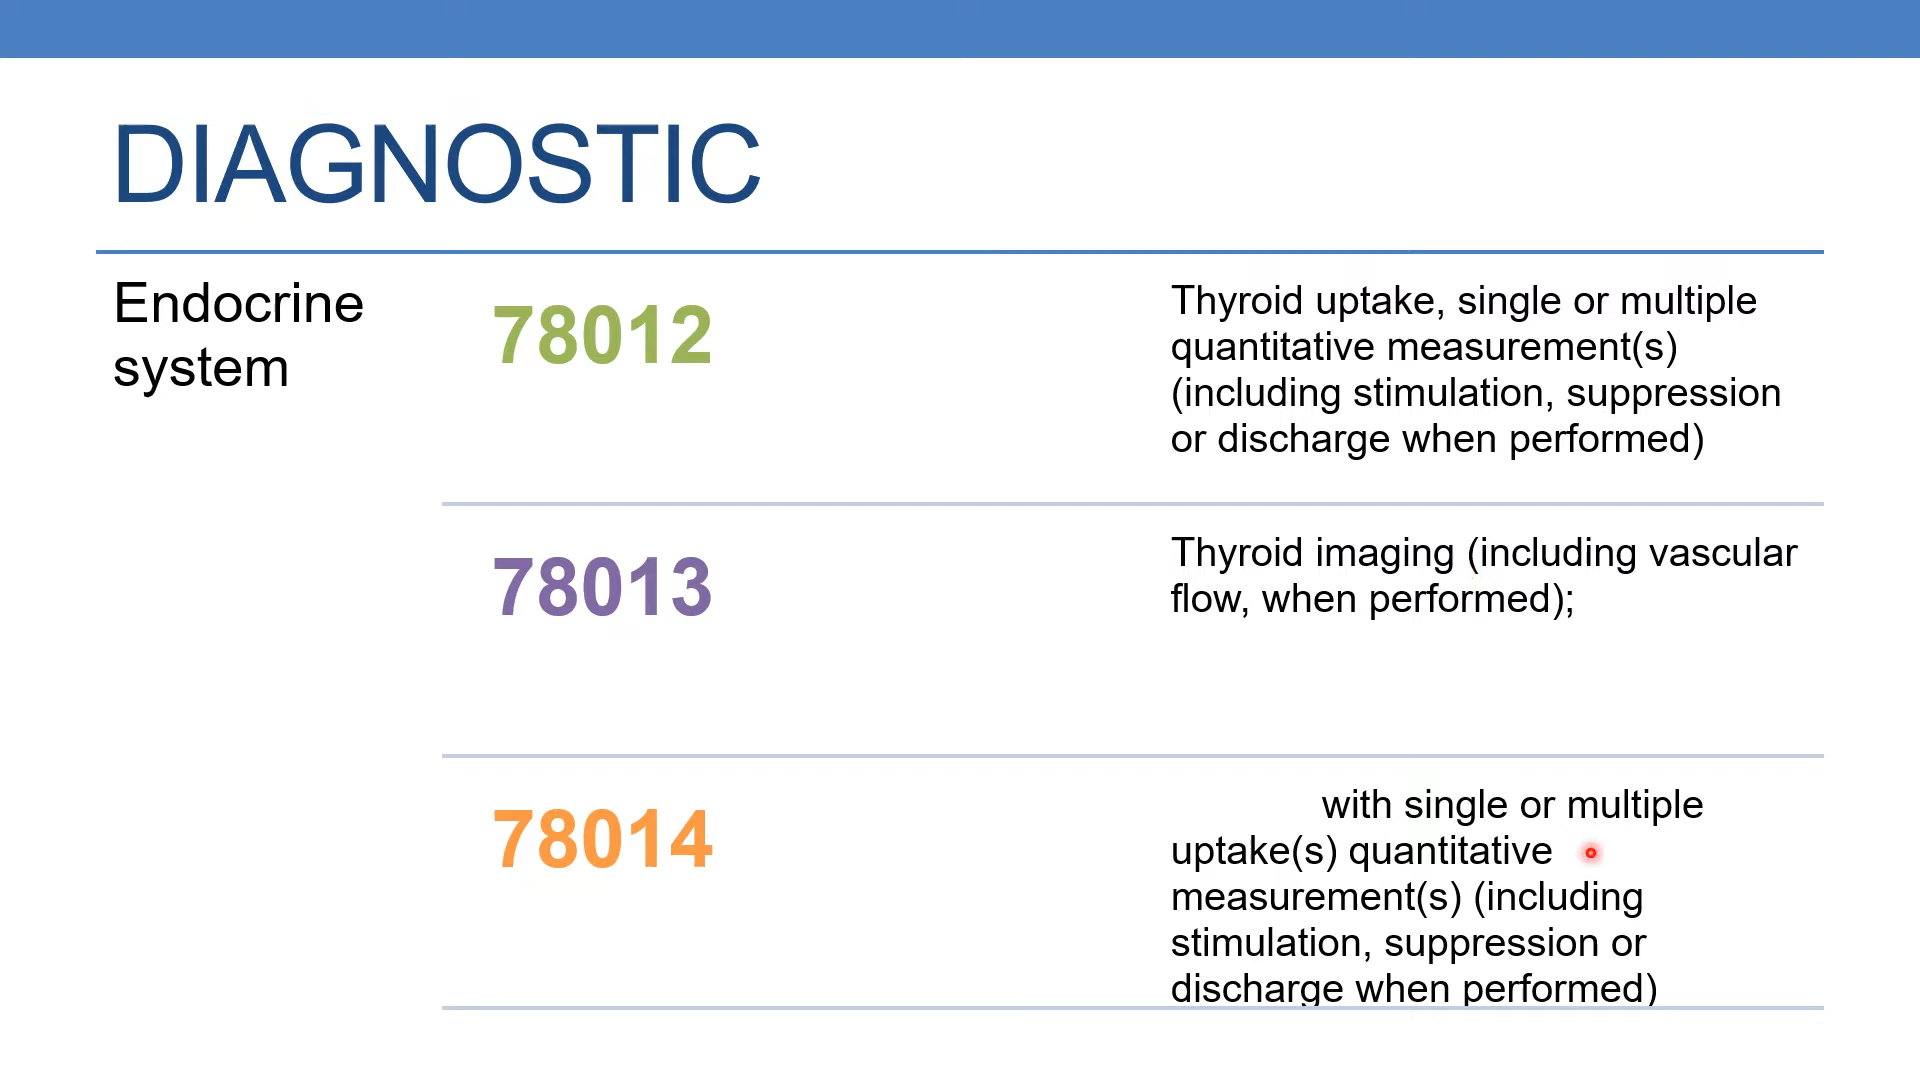 DIAGNOSTIC
Endocrine
system
78012
Thyroid uptake, single or multiple
quantitative measurement(s)
(including stimulation, suppression
or discharge when performed)
78013
Thyroid imaging (including vascular
flow, when performed);
78014
with single or multiple
uptake(s) quantitative
measurement(s) (including
stimulation, suppression or
discharge when performed)